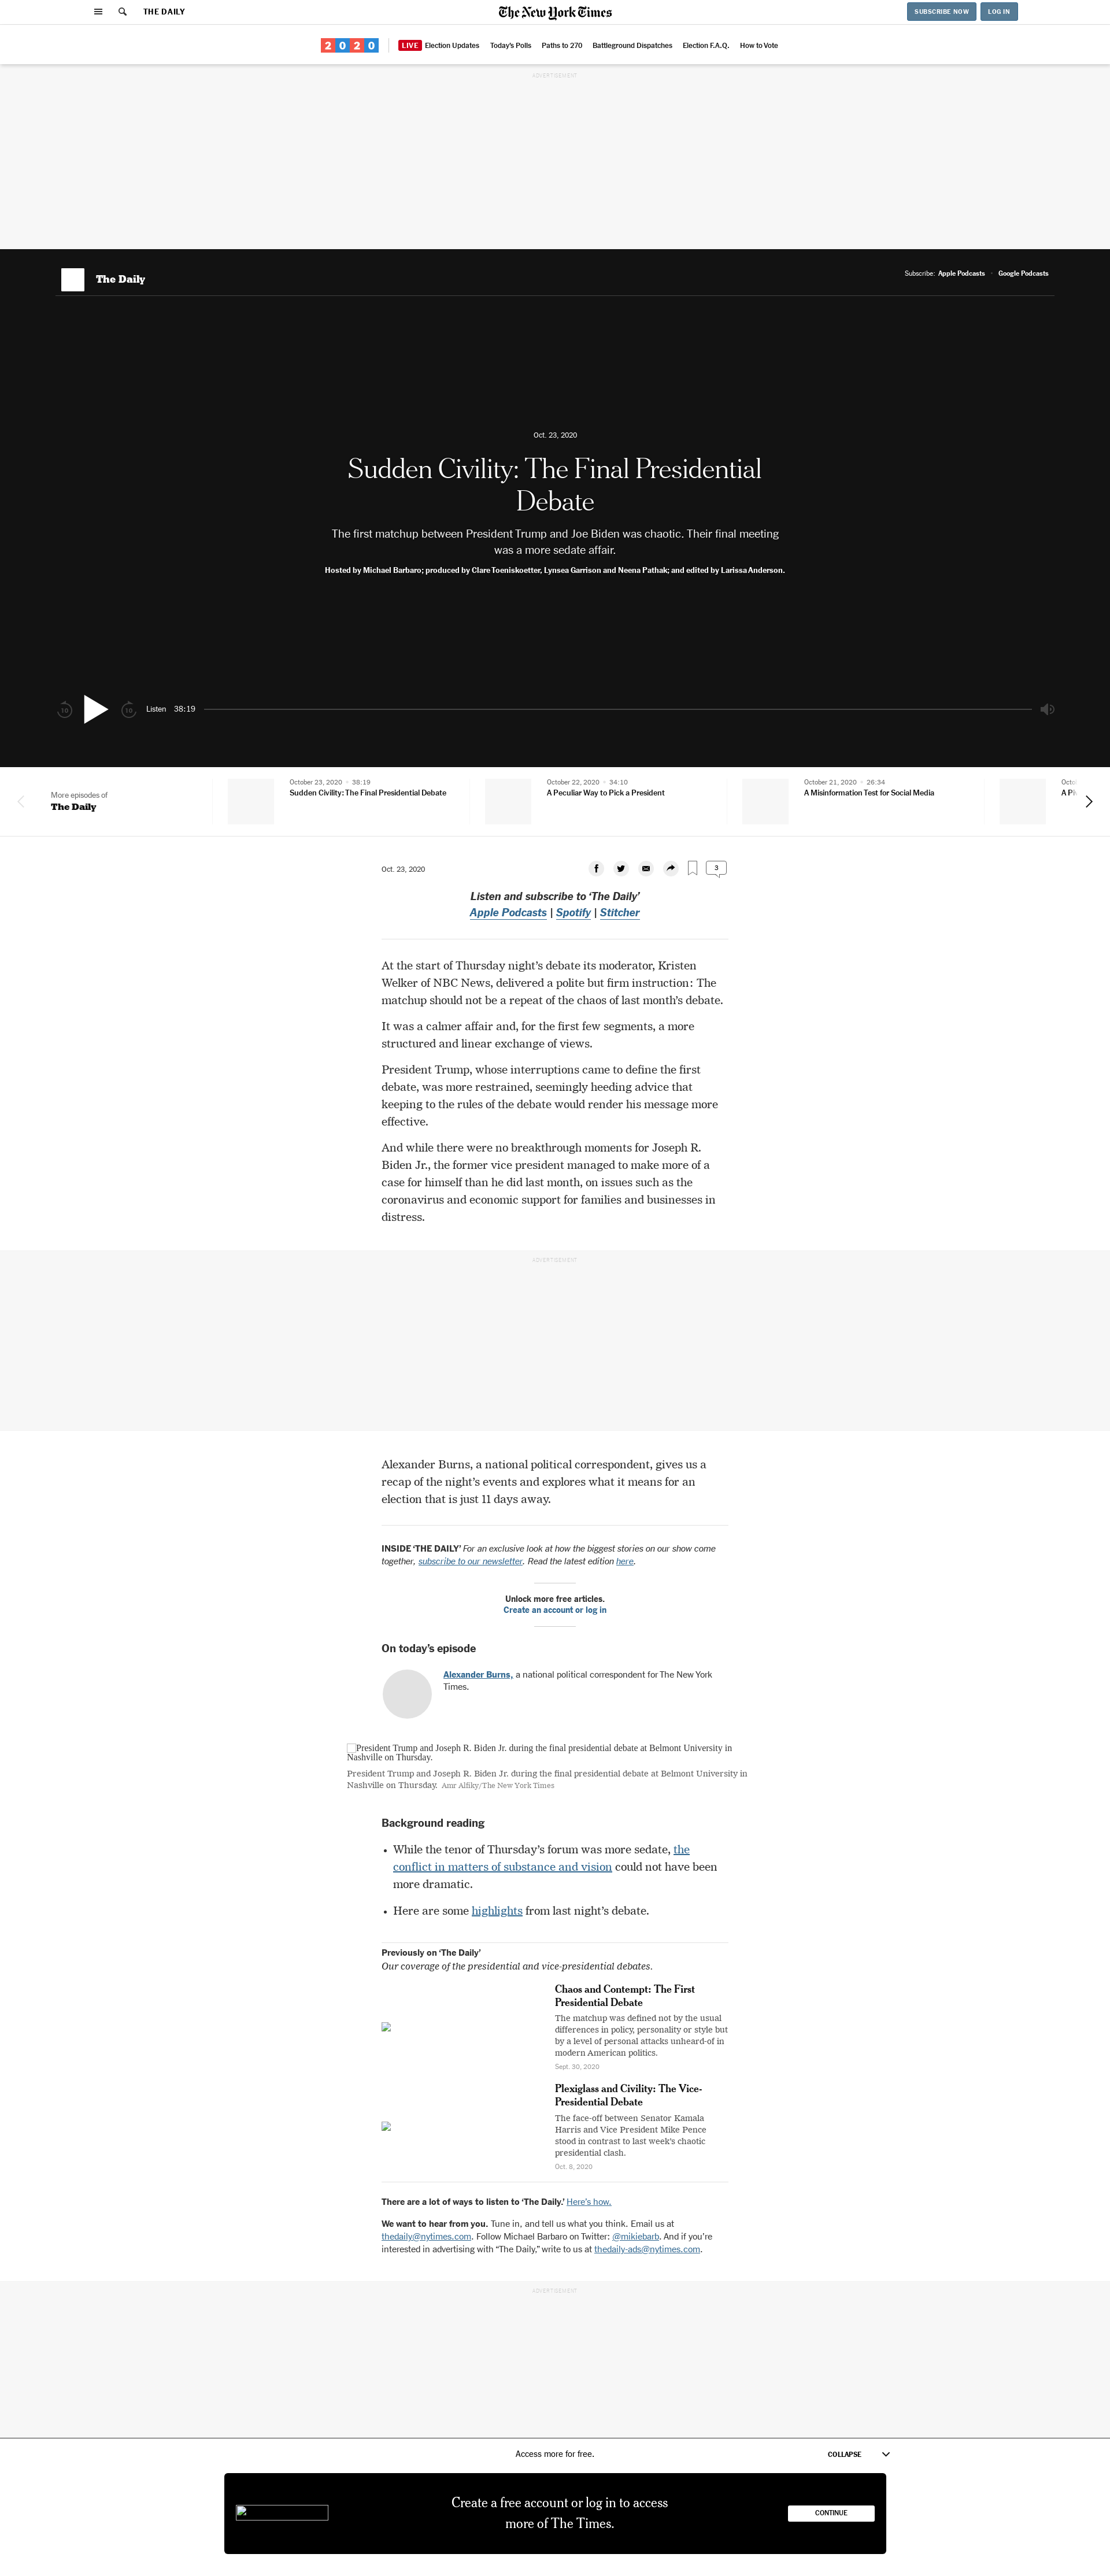 THE DAILY
The New York Times
SUBSCRIBE NOW
LOG IN
2020
LIVE Election Updates
Today's Polls
Paths to 270
Battleground Dispatches
Election F.A.Q.
How to Vote
ADVERTISEMENT
The Daily
Subscribe: Apple Podcasts · Google Podcasts
Oct. 23, 2020
Sudden Civility: The Final Presidential
Debate
The first matchup between President Trump and Joe Biden was chaotic. Their final meeting
was a more sedate affair.
Hosted by Michael Barbaro; produced by Clare Toeniskoetter, Lynsea Garrison and Neena Pathak; and edited by Larissa Anderson.
10
10
Listen 38:19
More episodes of
The Daily
October 23, 2020 · 38:19
Sudden Civility: The Final Presidential Debate
October 22, 2020 · 34:10
A Peculiar Way to Pick a President
October 21, 2020 · 26:34
A Misinformation Test for Social Media
Oct. 23, 2020
3
Listen and subscribe to ‘The Daily’
Apple Podcasts | Spotify | Stitcher
At the start of Thursday night’s debate its moderator, Kristen
Welker of NBC News, delivered a polite but firm instruction: The
matchup should not be a repeat of the chaos of last month’s debate.
It was a calmer affair and, for the first few segments, a more
structured and linear exchange of views.
President Trump, whose interruptions came to define the first
debate, was more restrained, seemingly heeding advice that
keeping to the rules of the debate would render his message more
effective.
And while there were no breakthrough moments for Joseph R.
Biden Jr., the former vice president managed to make more of a
case for himself than he did last month, on issues such as the
coronavirus and economic support for families and businesses in
distress.
ADVERTISEMENT
Alexander Burns, a national political correspondent, gives us a
recap of the night’s events and explores what it means for an
election that is just 11 days away.
INSIDE ‘THE DAILY’ For an exclusive look at how the biggest stories on our show come
together, subscribe to our newsletter. Read the latest edition here.
Unlock more free articles.
Create an account or log in
On today’s episode
Alexander Burns, a national political correspondent for The New York
Times.
President Trump and Joseph R. Biden Jr. during the final presidential debate at Belmont University in
Nashville on Thursday.
President Trump and Joseph R. Biden Jr. during the final presidential debate at Belmont University in
Nashville on Thursday. Amr Alfiky/The New York Times
Background reading
• While the tenor of Thursday’s forum was more sedate, the
conflict in matters of substance and vision could not have been
more dramatic.
• Here are some highlights from last night’s debate.
Previously on ‘The Daily’
Our coverage of the presidential and vice-presidential debates.
Chaos and Contempt: The First
Presidential Debate
The matchup was defined not by the usual
differences in policy, personality or style but
by a level of personal attacks unheard-of in
modern American politics.
Sept. 30, 2020
Plexiglass and Civility: The Vice-
Presidential Debate
The face-off between Senator Kamala
Harris and Vice President Mike Pence
stood in contrast to last week’s chaotic
presidential clash.
Oct. 8, 2020
There are a lot of ways to listen to ‘The Daily.’ Here’s how.
We want to hear from you. Tune in, and tell us what you think. Email us at
thedaily@nytimes.com. Follow Michael Barbaro on Twitter: @mikiebarb. And if you’re
interested in advertising with “The Daily,” write to us at thedaily-ads@nytimes.com.
ADVERTISEMENT
Access more for free.
COLLAPSE
Create a free account or log in to access
more of The Times.
CONTINUE